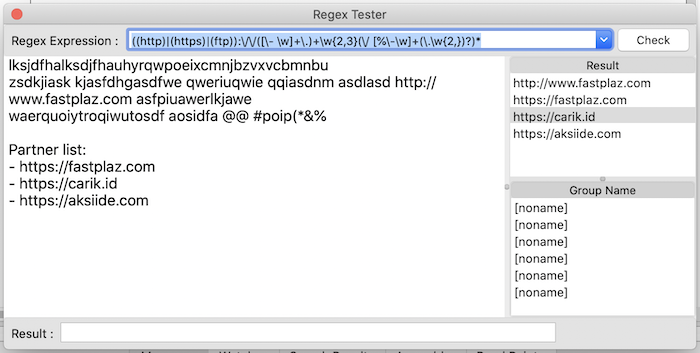 Regex Tester
Regex Expression : ((http)|(https)|(ftp)):\/\/([\- \w]+\.)+\w{2,3}(\/ [%\-\w]+(\.\w{2,})?)* Check
lksjdfhalksdjfhauhyrqwpoeixcmnjbzvxvcbmnbu
zsdkjiask kjasfdhgasdfwe qweriuqwie qqiasdnm asdlasd http://
www.fastplaz.com asfpiuawerlkjawe
waerquoiytroqiwutosdf aosidfa @@ #poip(*&%
Partner list:
- https://fastplaz.com
- https://carik.id
- https://aksiide.com
Result
http://www.fastplaz.com
https://fastplaz.com
https://carik.id
https://aksiide.com
Group Name
[noname]
[noname]
[noname]
[noname]
[noname]
[noname]
Result :